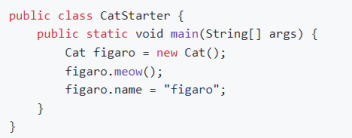 public class CatStarter {
    public static void main(String[] args) {
        Cat figaro = new Cat();
        figaro.meow();
        figaro.name = "figaro";
    }
}